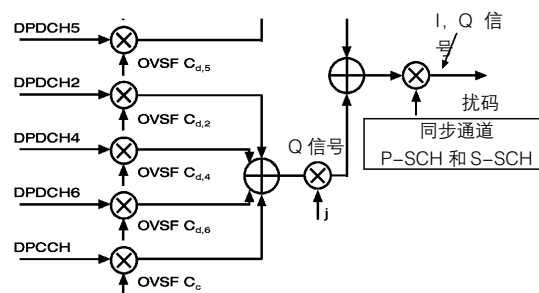 DPDCH5
OVSF Cd,5
DPDCH2
OVSF Cd,2
DPDCH4
OVSF Cd,4
DPDCH6
OVSF Cd,6
DPCCH
OVSF Cc
Q 信号
j
I, Q 信
号
扰码
同步通道
P-SCH 和 S-SCH